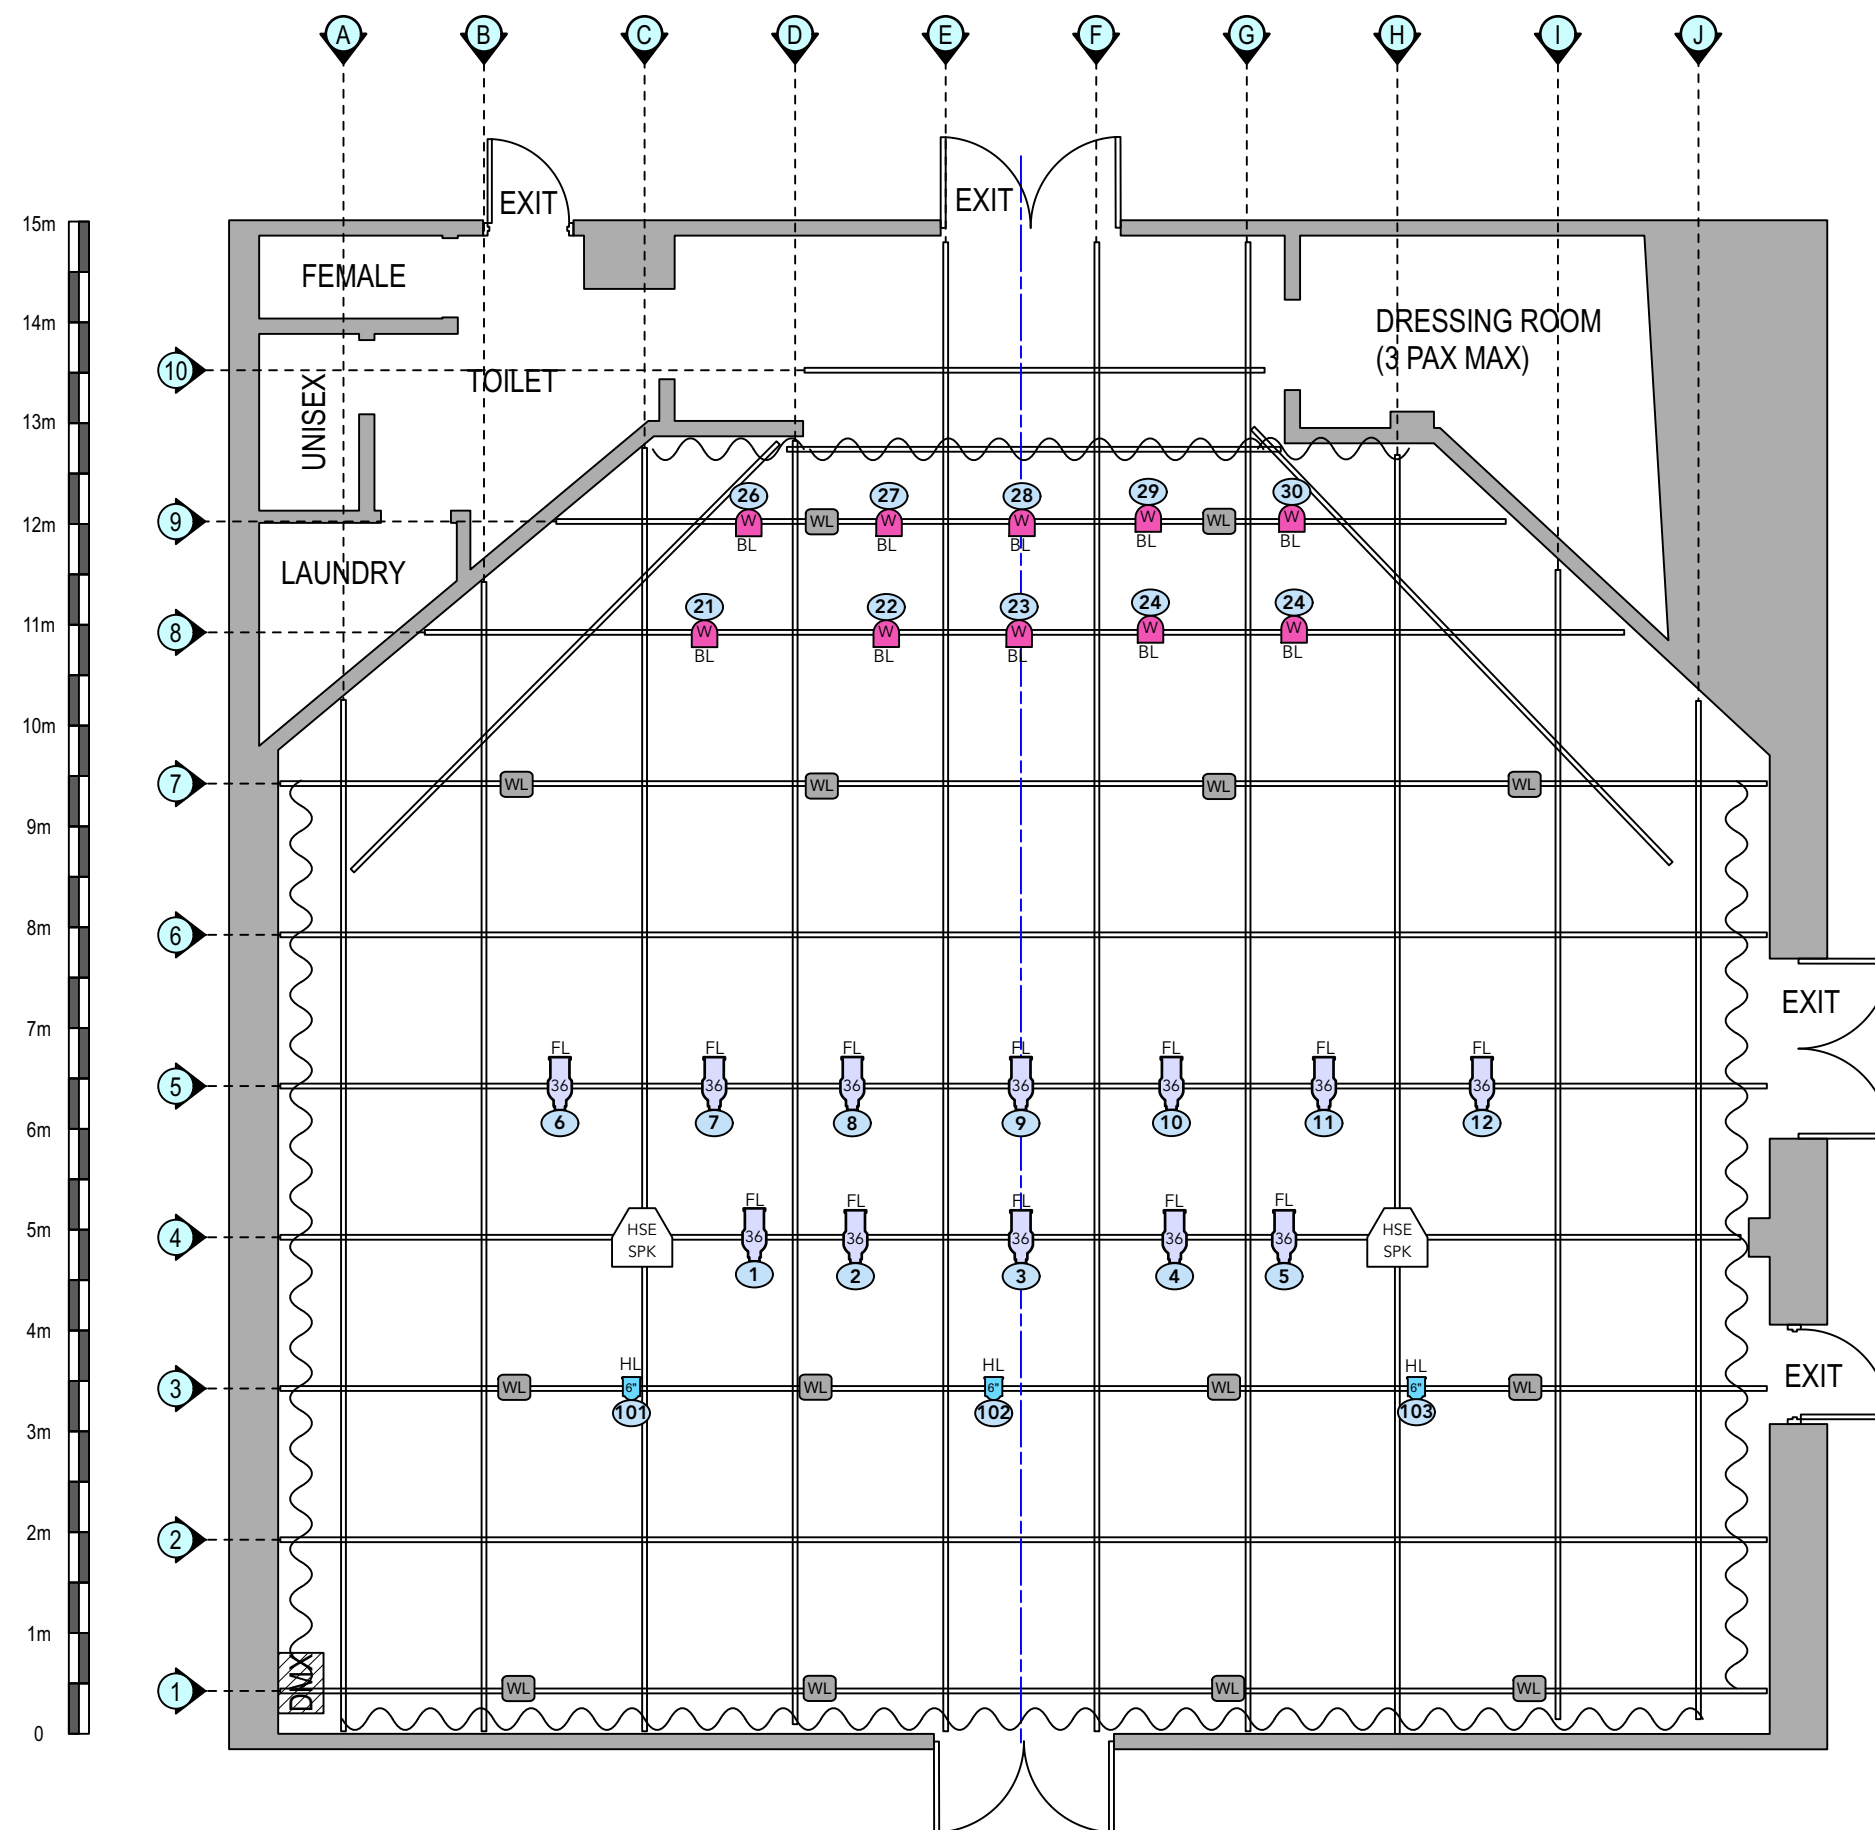 A B C D E F G H I J
EXIT
EXIT
15m
FEMALE
14m
DRESSING ROOM
(3 PAX MAX)
10
TOILET
UNISEX
13m
26 27 28 29 30
W W W W W
9
WL WL
12m
BL BL BL BL BL
LAUNDRY
21 22 23 24 24
W W W W W
8
11m
BL BL BL BL BL
10m
7
WL WL WL WL
9m
6
8m
EXIT
7m
FL FL FL FL FL FL FL
5
36 36 36 36 36 36 36
6 7 8 9 10 11 12
6m
FL FL FL FL FL
4
5m
HSE
SPK
36 36 36 36 36
HSE
SPK
1 2 3 4 5
4m
HL HL HL
EXIT
3
WL 6" WL 6" WL 6" WL
101 102 103
3m
2
2m
1m
DMX
1
WL WL WL WL
0